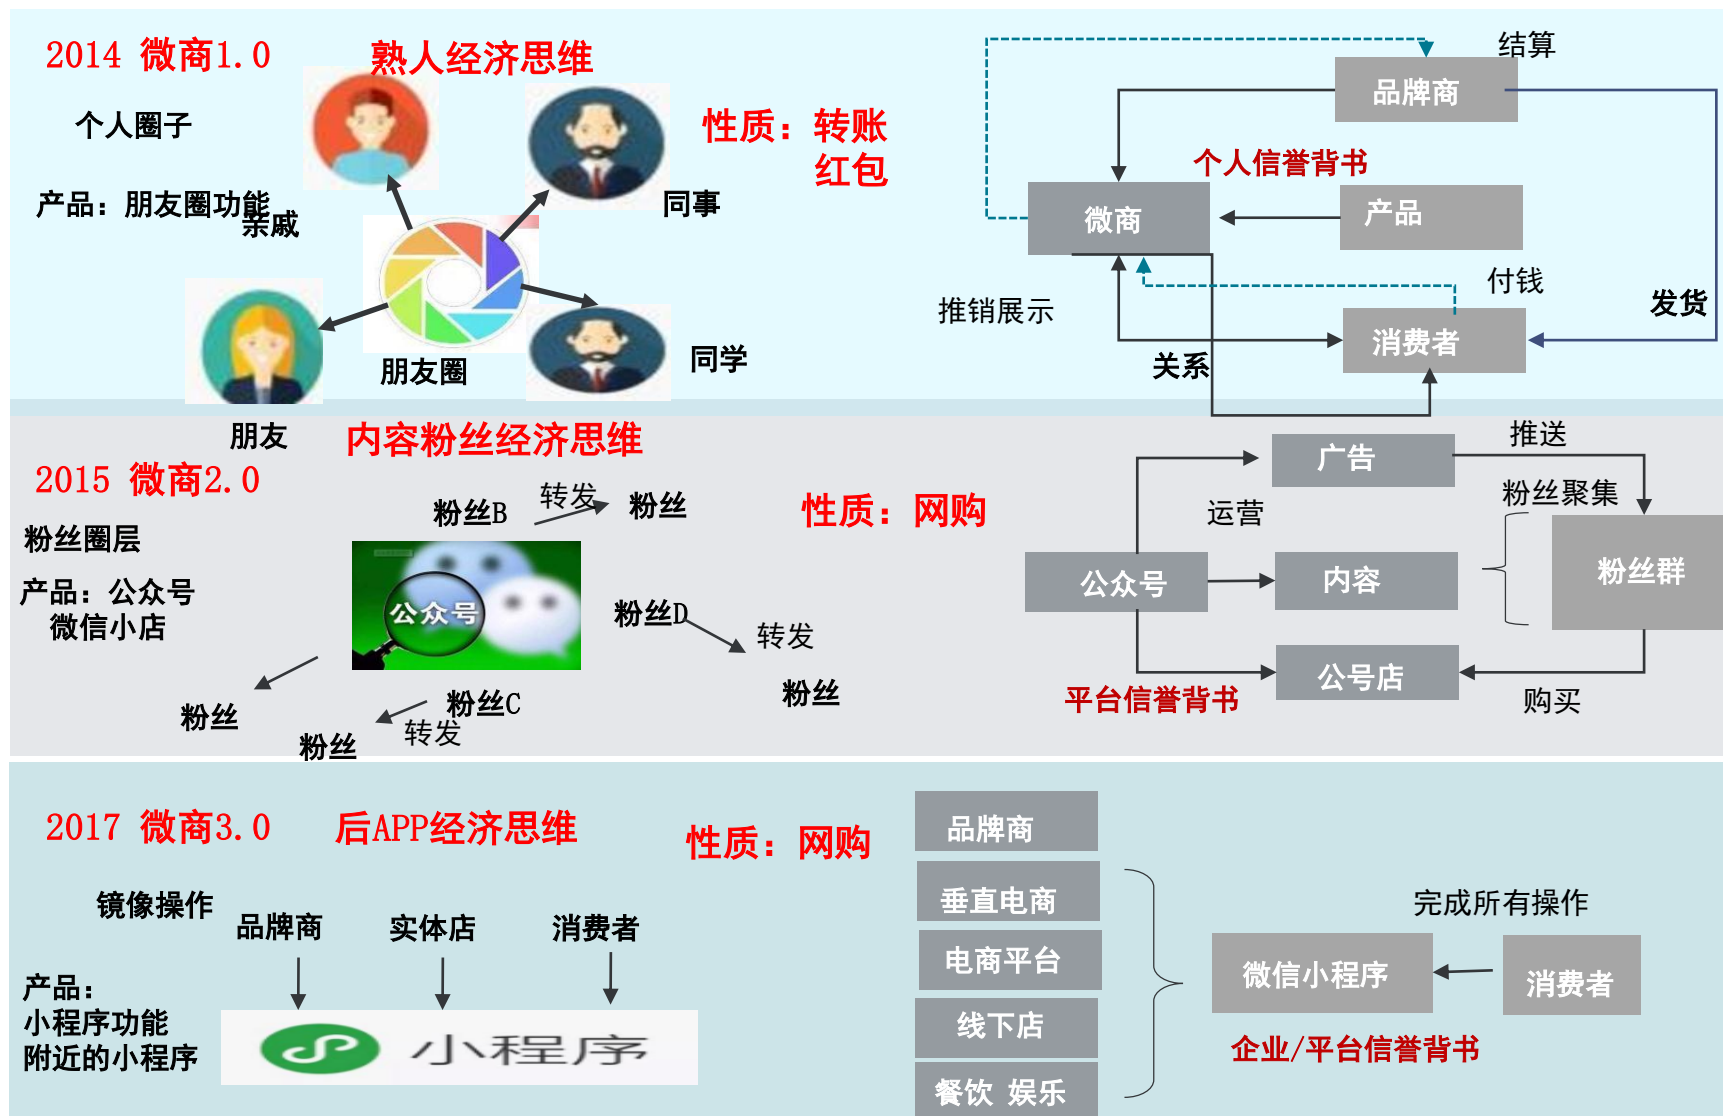 2014 微商1.0
熟人经济思维
个人圈子
产品：朋友圈功能
亲戚
同事
性质：转账
红包
朋友圈
同学
朋友
结算
品牌商
个人信誉背书
微商
产品
付钱
推销展示
发货
消费者
关系
内容粉丝经济思维
2015 微商2.0
粉丝圈层
产品：公众号
微信小店
粉丝B
转发
粉丝
性质：网购
公众号
粉丝D
转发
粉丝
粉丝
粉丝C
转发
粉丝
推送
广告
运营
粉丝聚集
公众号
内容
粉丝群
公号店
平台信誉背书
购买
2017 微商3.0
后APP经济思维
性质：网购
镜像操作
品牌商
实体店
消费者
产品：
小程序功能
附近的小程序
小程序
品牌商
垂直电商
电商平台
线下店
餐饮 娱乐
完成所有操作
微信小程序
消费者
企业/平台信誉背书